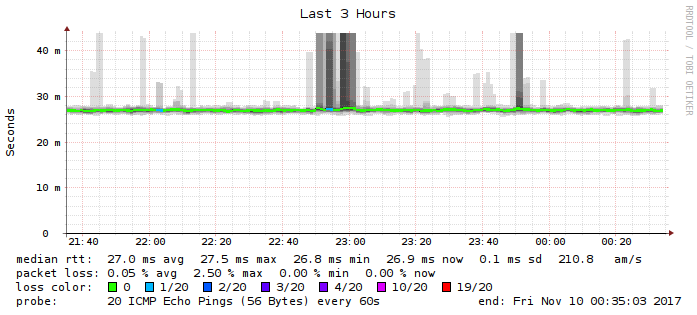 Last 3 Hours
RRDTOOL / TOBI OETIKER
Seconds
40 m
30 m
20 m
10 m
0
21:40 22:00 22:20 22:40 23:00 23:20 23:40 00:00 00:20
median rtt: 27.0 ms avg 27.5 ms max 26.8 ms min 26.9 ms now 0.1 ms sd 210.8 am/s
packet loss: 0.05 % avg 2.50 % max 0.00 % min 0.00 % now
loss color: 0 1/20 2/20 3/20 4/20 10/20 19/20
probe: 20 ICMP Echo Pings (56 Bytes) every 60s end: Fri Nov 10 00:35:03 2017